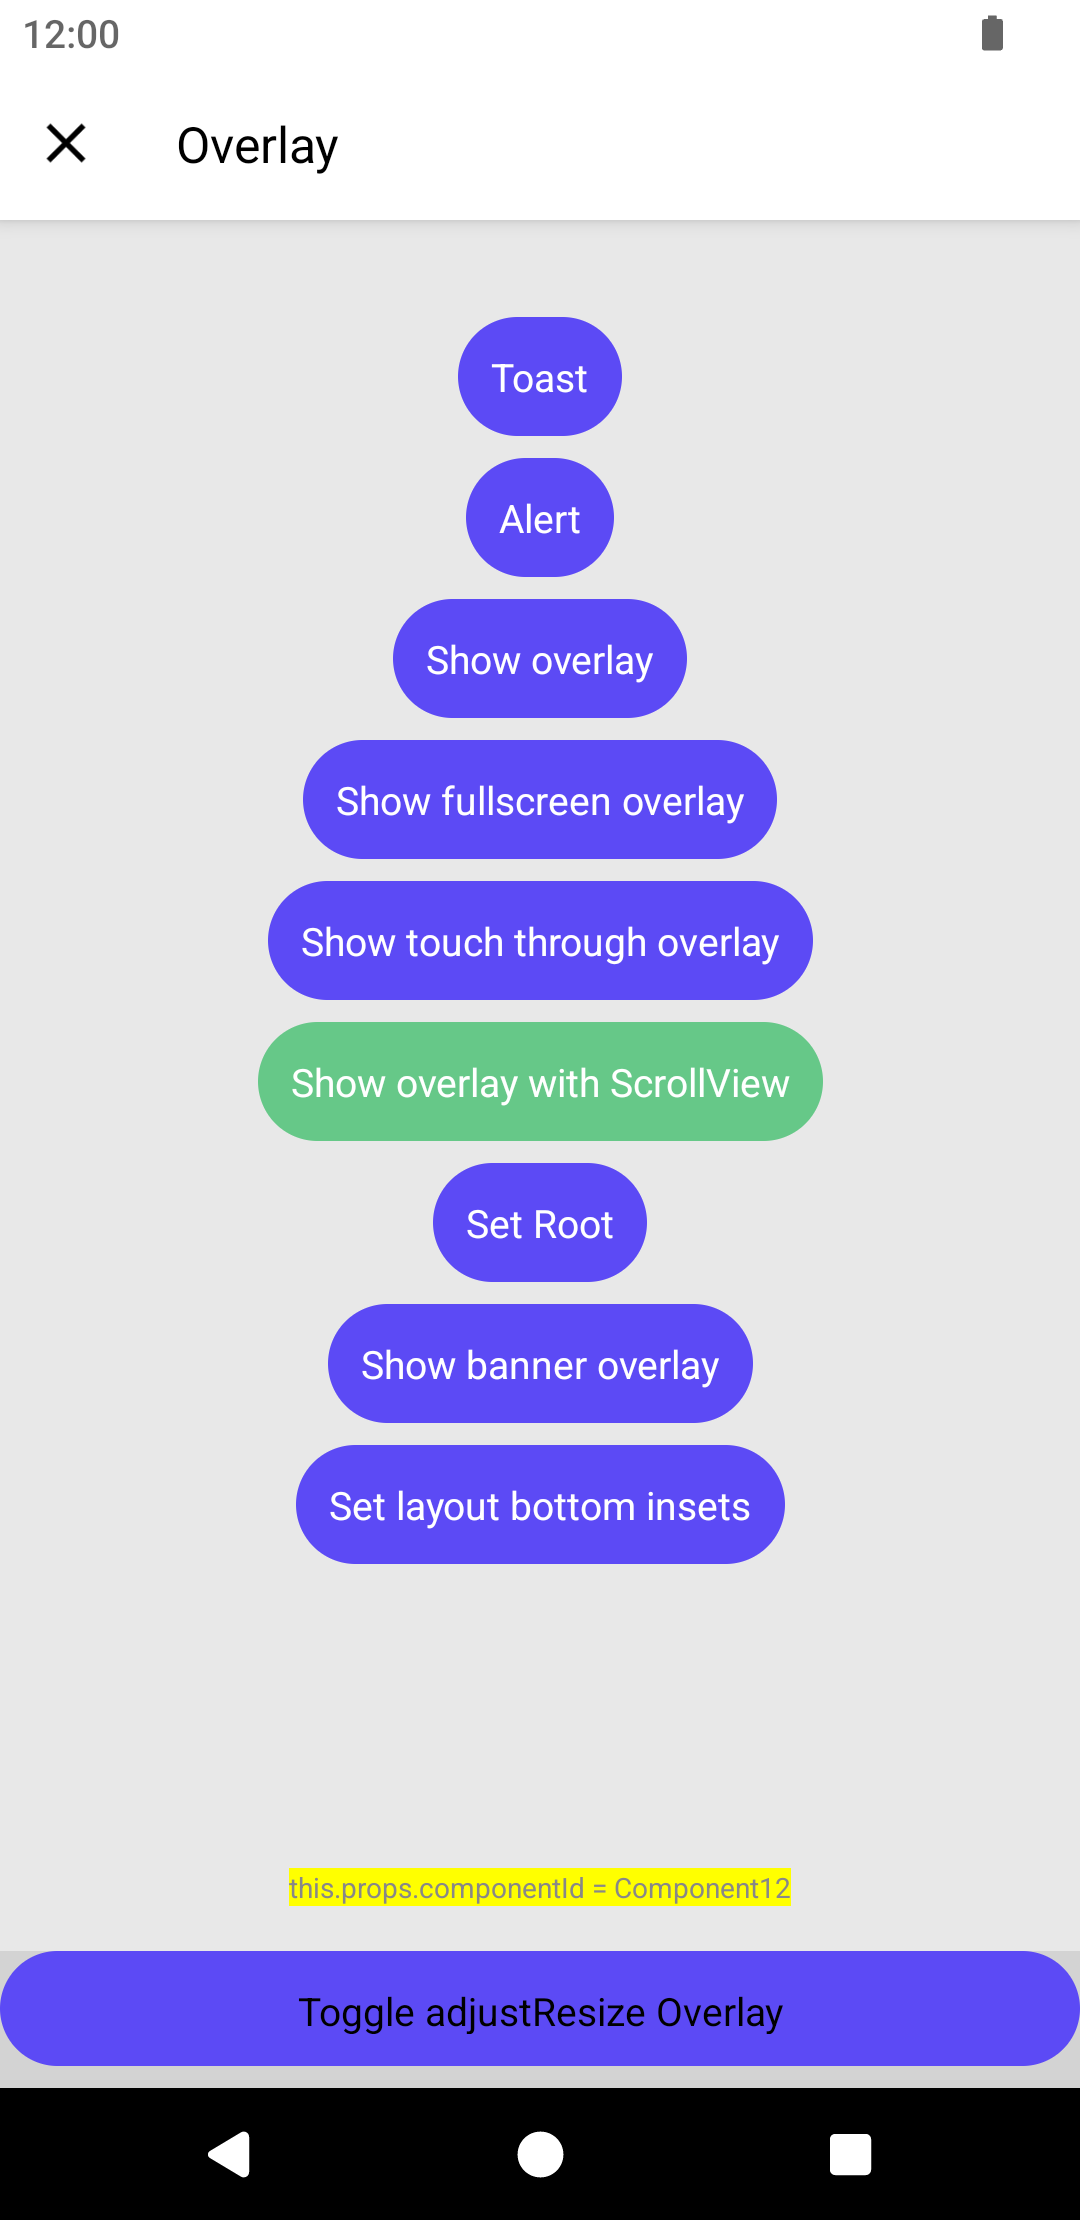 12:00
Overlay
Toast
Alert
Show overlay
Show fullscreen overlay
Show touch through overlay
Show overlay with ScrollView
Set Root
Show banner overlay
Set layout bottom insets
this.props.componentId = Component12
Toggle adjustResize Overlay